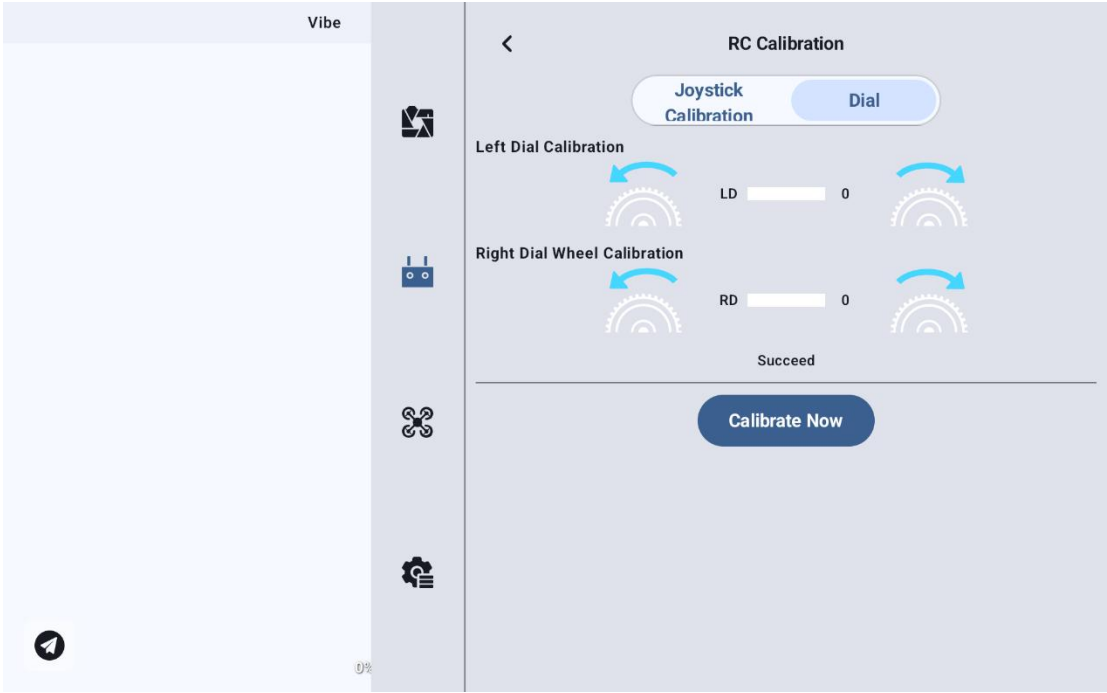 Vibe
RC Calibration
Joystick
Calibration
Dial
Left Dial Calibration
LD 0
Right Dial Wheel Calibration
RD 0
Succeed
Calibrate Now
0%